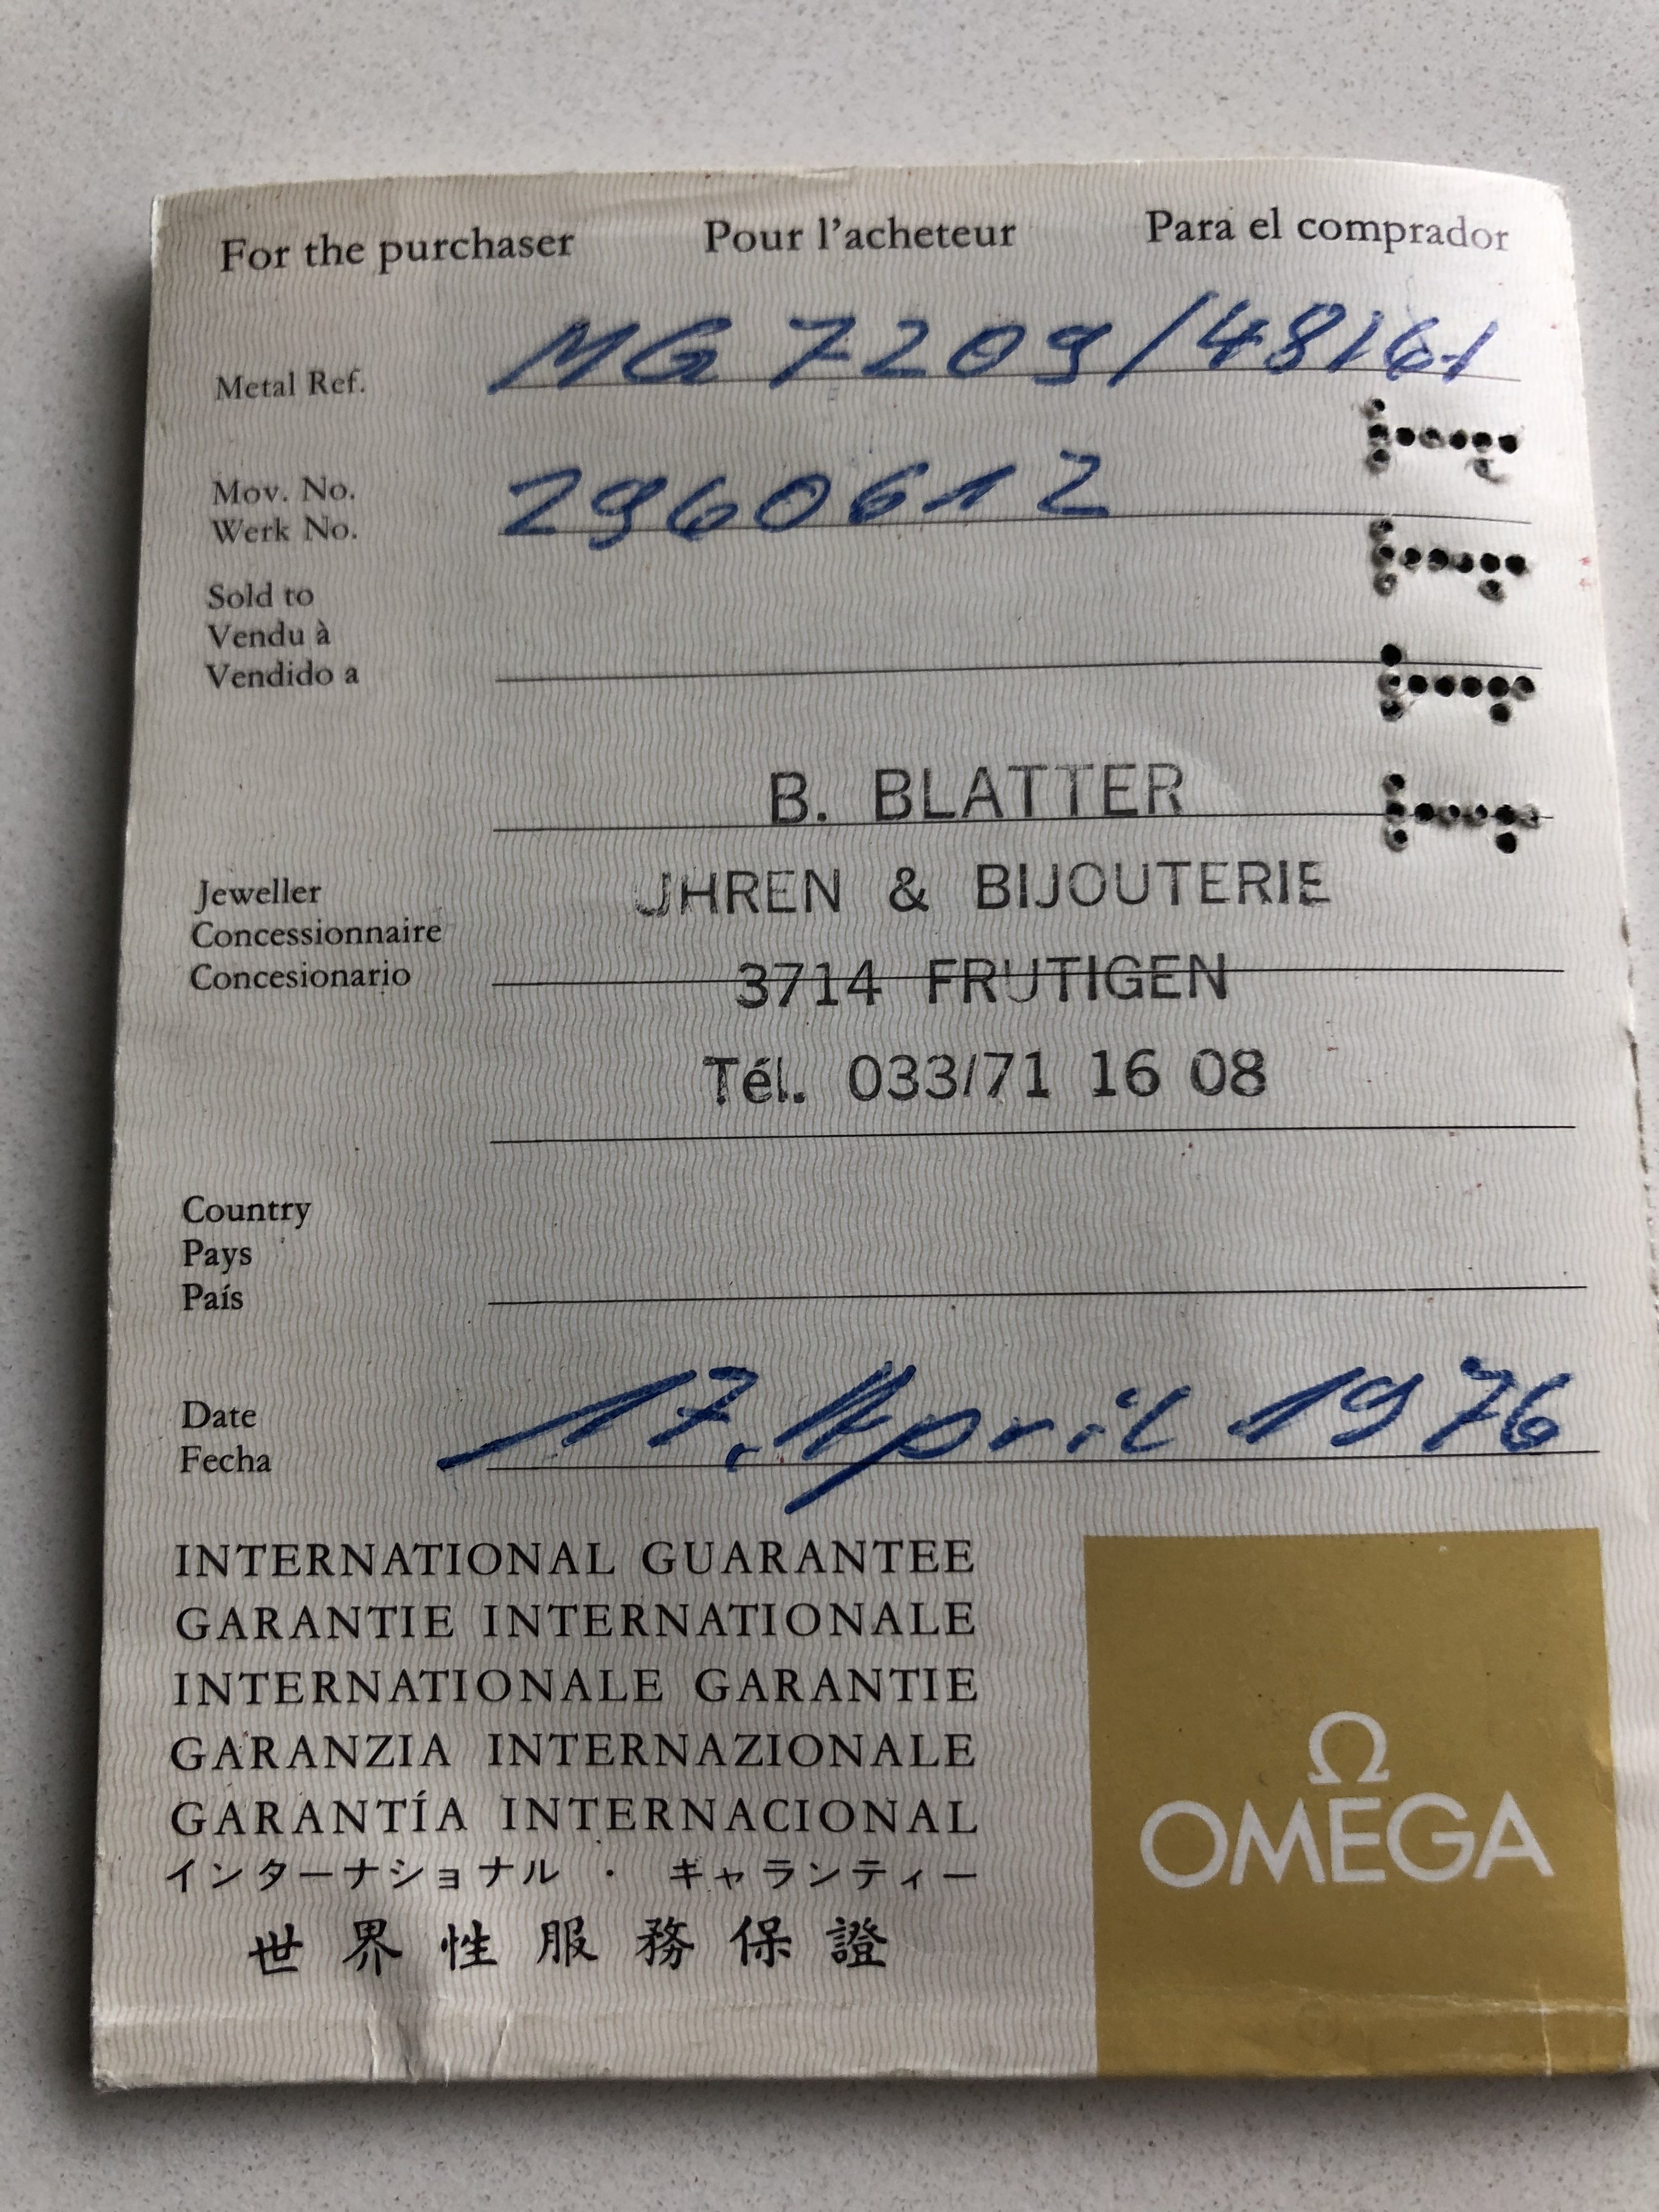 For the purchaser Pour l'acheteur Para el comprador
Metal Ref. MG 7209/48161
Mov. No.
Werk No. 2960612
Sold to
Vendu à
Vendido a
B. BLATTER
UHREN & BIJOUTERIE
Jeweller
Concessionnaire
Concesionario
3714 FRUTIGEN
Tél. 033/71 16 08
Country
Pays
País
Date
Fecha
17. April 1976
INTERNATIONAL GUARANTEE
GARANTIE INTERNATIONALE
INTERNATIONALE GARANTIE
GARANZIA INTERNAZIONALE
GARANTÍA INTERNACIONAL
インターナショナル・ギャランティー
世界性服務保證
Ω
OMEGA